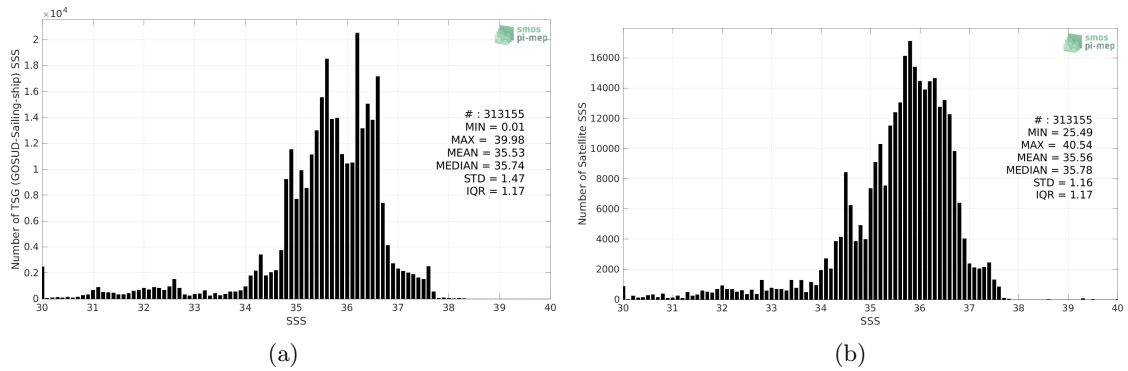 ×10⁴
smos
pi-mep
2
1.8
1.6
1.4
1.2
1
0.8
0.6
0.4
0.2
0
Number of TSG (GOSUD-Sailing-ship) SSS
# : 313155
MIN = 0.01
MAX = 39.98
MEAN = 35.53
MEDIAN = 35.74
STD = 1.47
IQR = 1.17
30 31 32 33 34 35 36 37 38 39 40
SSS
(a)
smos
pi-mep
16000
14000
12000
10000
8000
6000
4000
2000
0
Number of Satellite SSS
# : 313155
MIN = 25.49
MAX = 40.54
MEAN = 35.56
MEDIAN = 35.78
STD = 1.16
IQR = 1.17
30 31 32 33 34 35 36 37 38 39 40
SSS
(b)